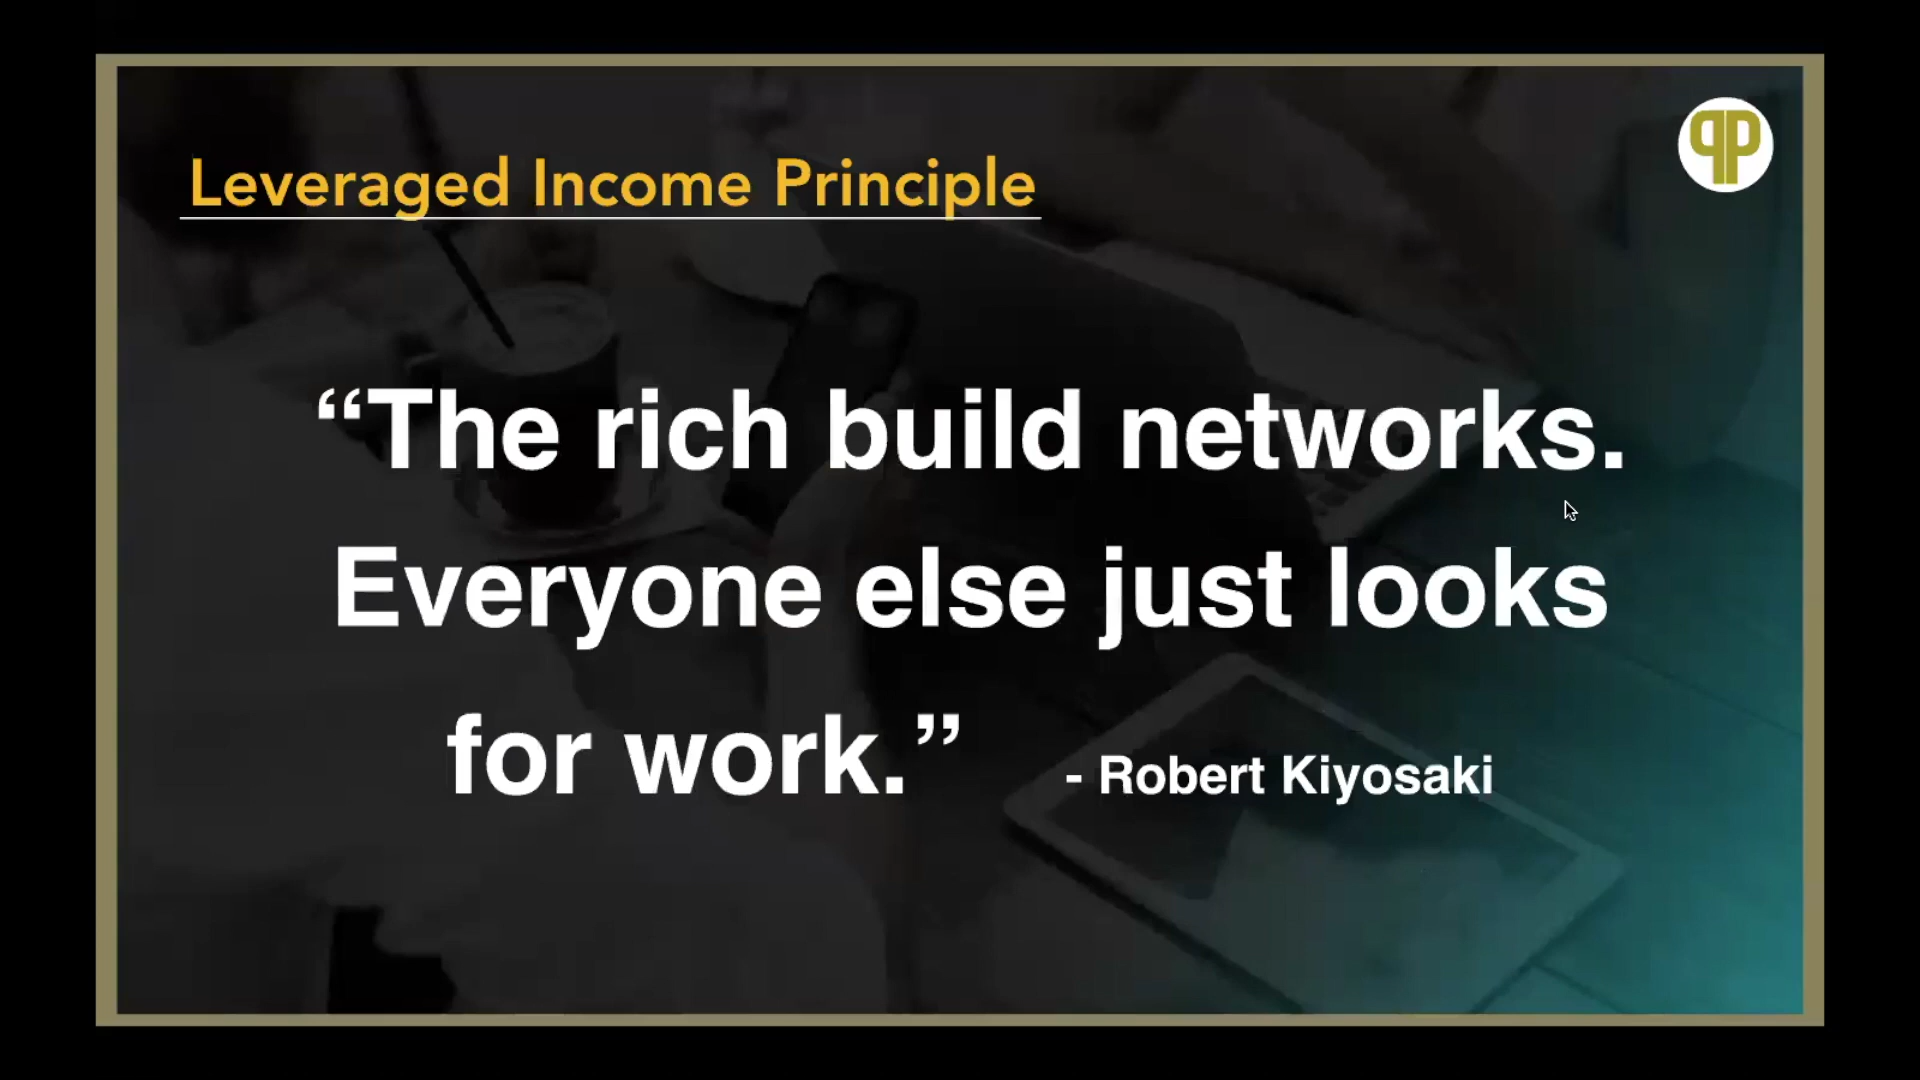 Leveraged Income Principle
“The rich build networks.
Everyone else just looks
for work.”
- Robert Kiyosaki